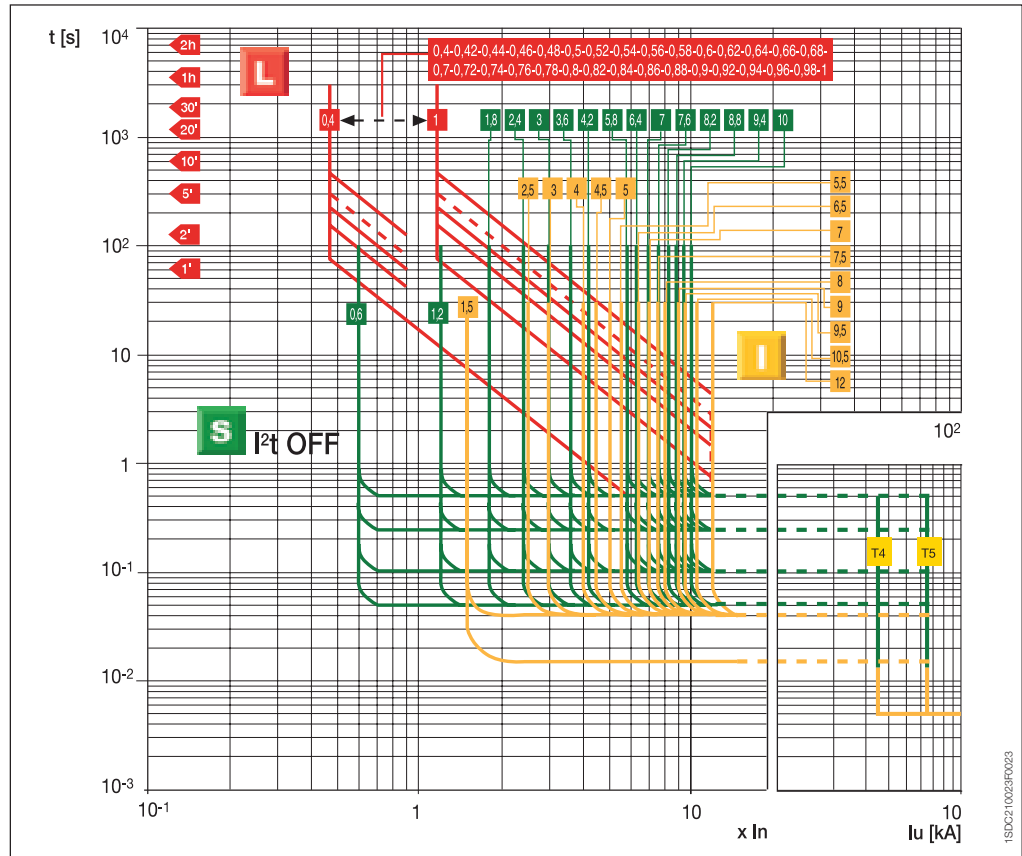 t [s]
10⁴
2h
1h
30'
20'
10'
5'
2'
1'
L
0,4-0,42-0,44-0,46-0,48-0,5-0,52-0,54-0,56-0,58-0,6-0,62-0,64-0,66-0,68-
0,7-0,72-0,74-0,76-0,78-0,8-0,82-0,84-0,86-0,88-0,9-0,92-0,94-0,96-0,98-1
0,4
1
1,8 2,4 3 3,6 4,2 5,8 6,4 7 7,6 8,2 8,8 9,4 10
10³
2,5 3 4 4,5 5
5,5
6,5
7
7,5
8
9
9,5
10,5
12
10²
0,6
1,2
1,5
10
I
S
I²t OFF
10²
1
T4
T5
10⁻¹
10⁻²
10⁻³
10⁻¹
1
10
10
x In
Iu [kA]
1SDC210023F0023